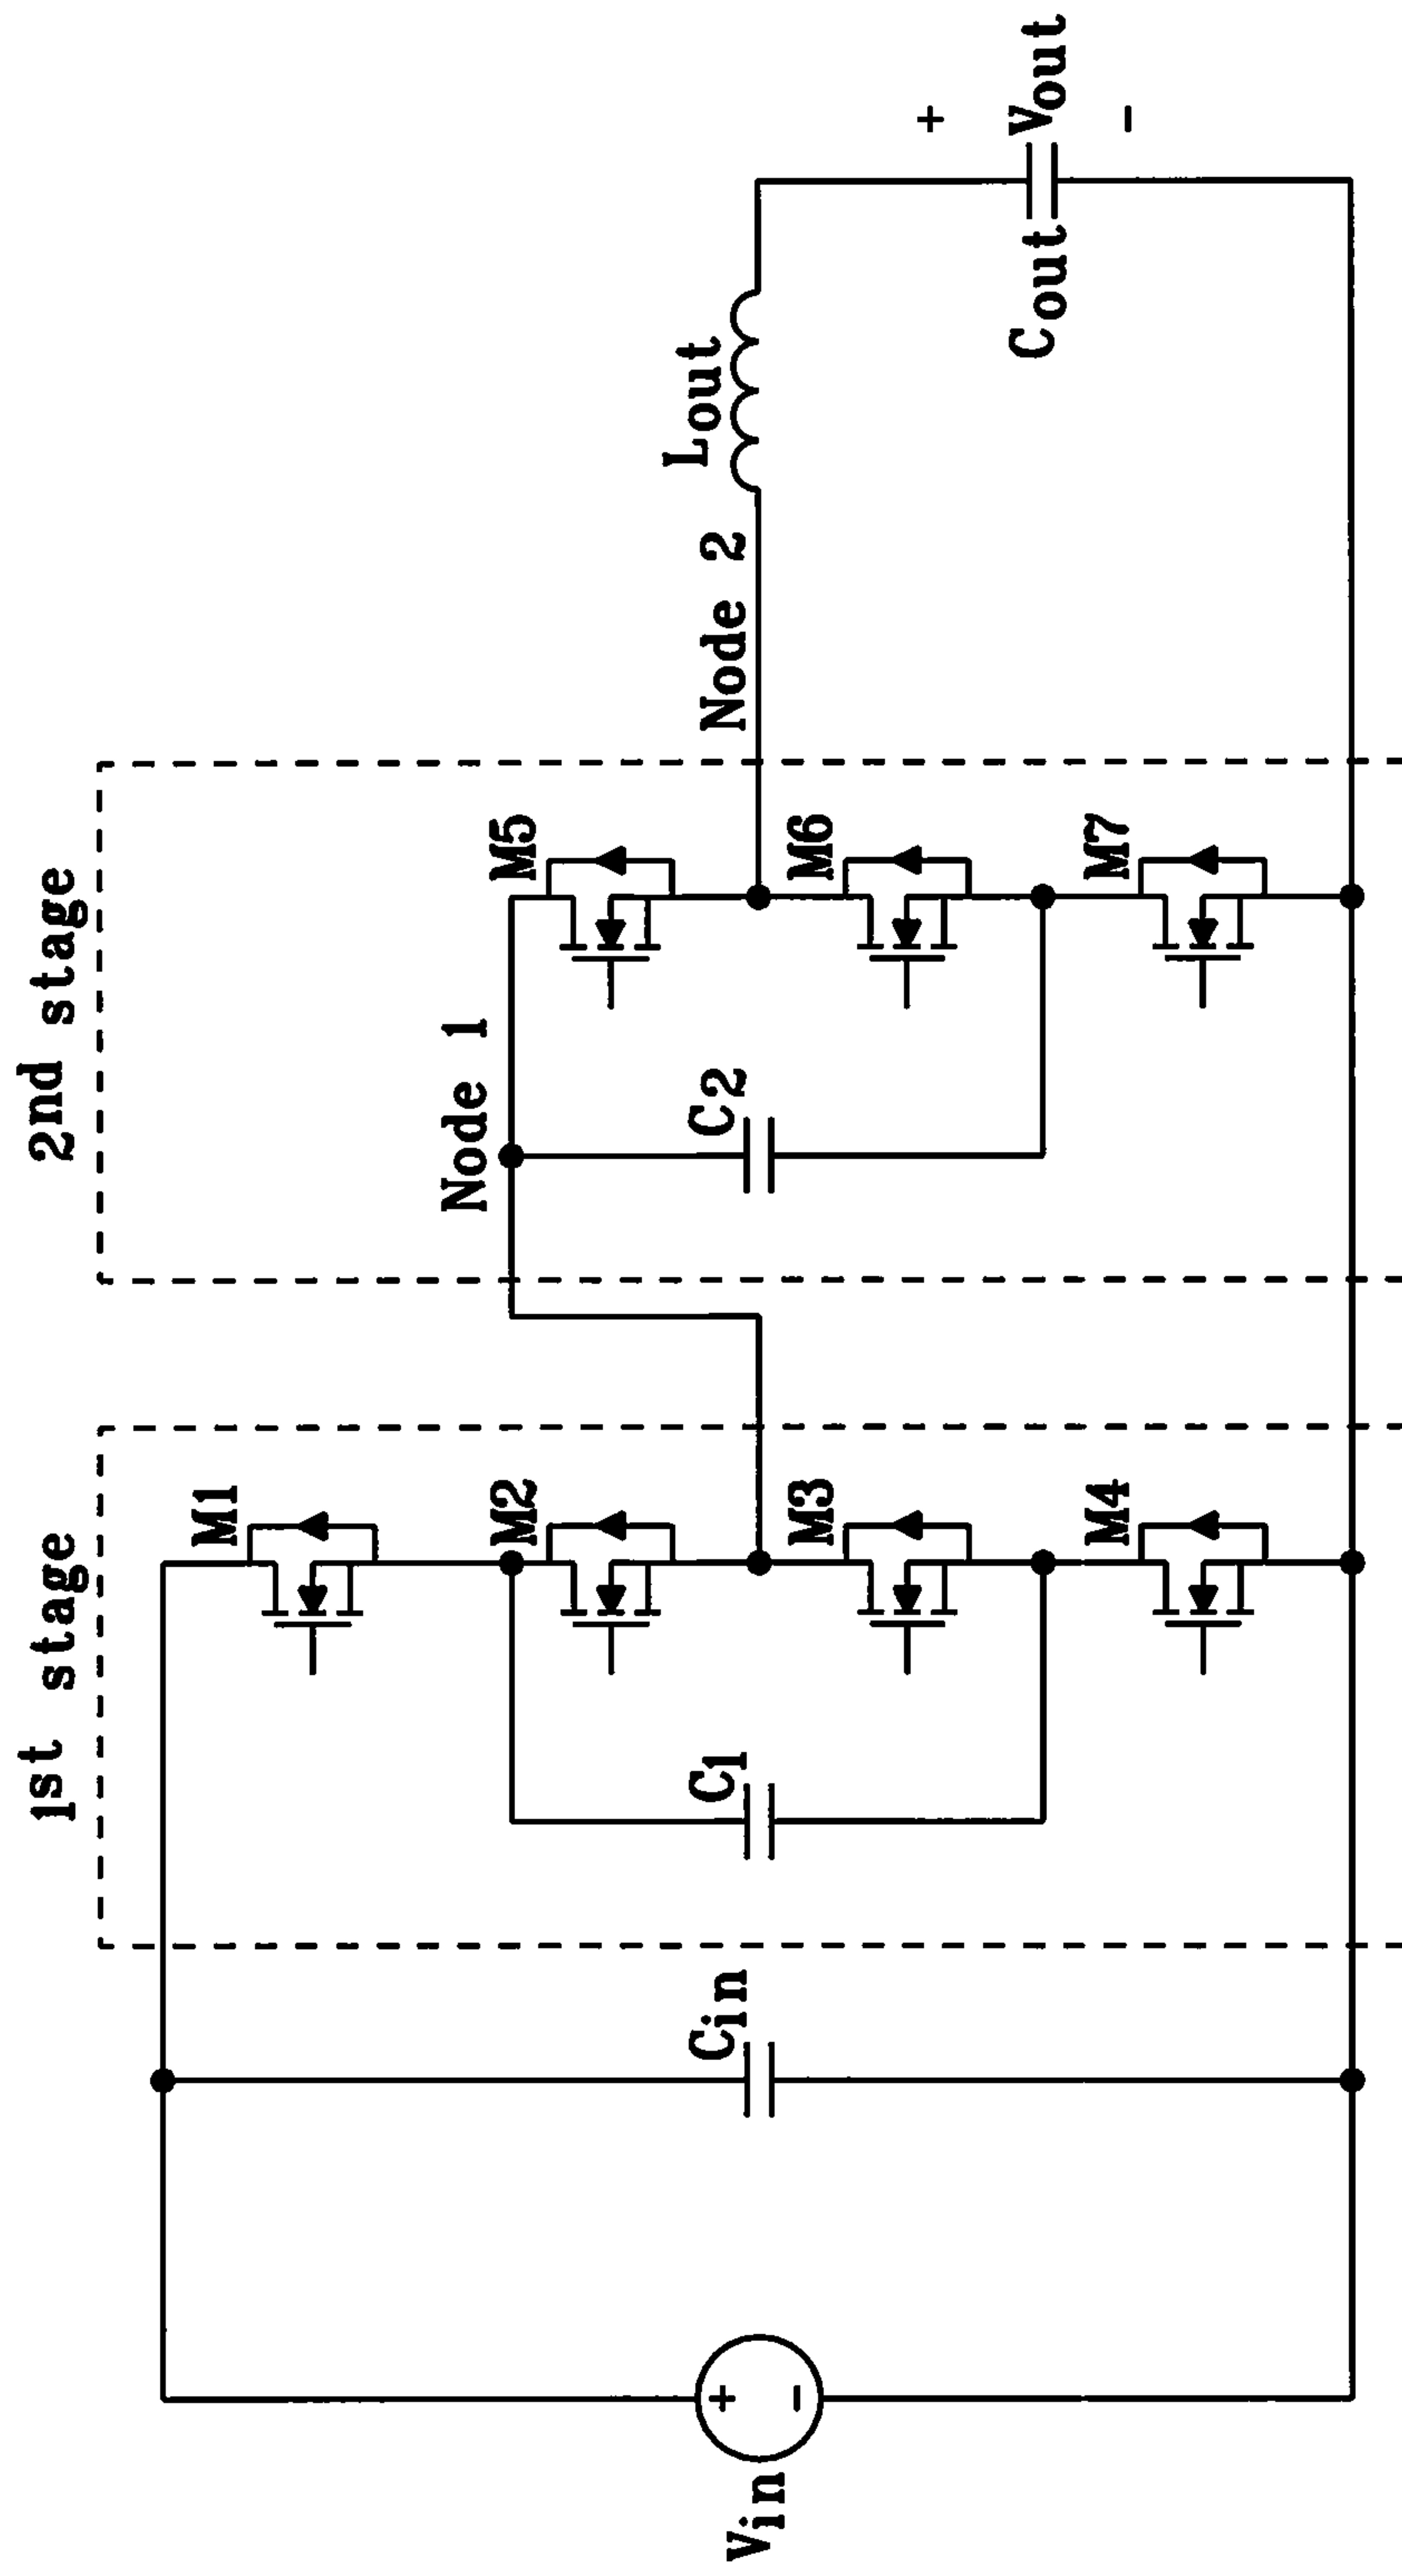 1st stage
2nd stage
Vin
+
-
Cin
C1
M1
M2
M3
M4
Node 1
C2
M5
M6
M7
Node 2
Lout
Cout
+
Vout
-